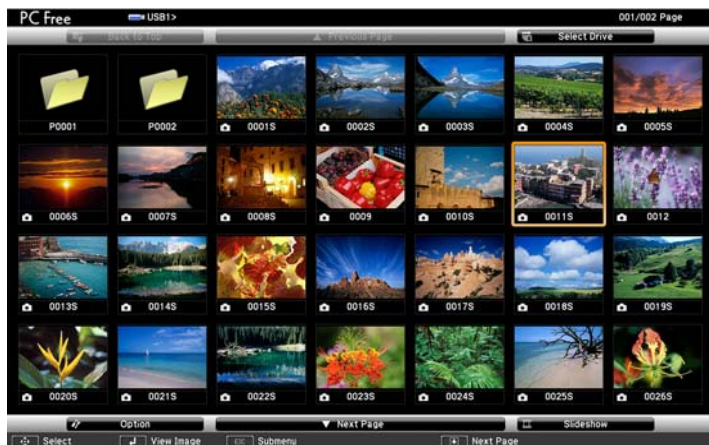 PC Free USB1> 001/002 Page
Back to Top Previous Page Select Drive
P0001 P0002 0001S 0002S 0003S 0004S 0005S
0006S 0007S 0008S 0009 0010S 0011S 0012
0013S 0014S 0015S 0016S 0017S 0018S 0019S
0020S 0021S 0022S 0023S 0024S 0025S 0026S
Option Next Page Slideshow
Select View Image Esc Submenu Next Page